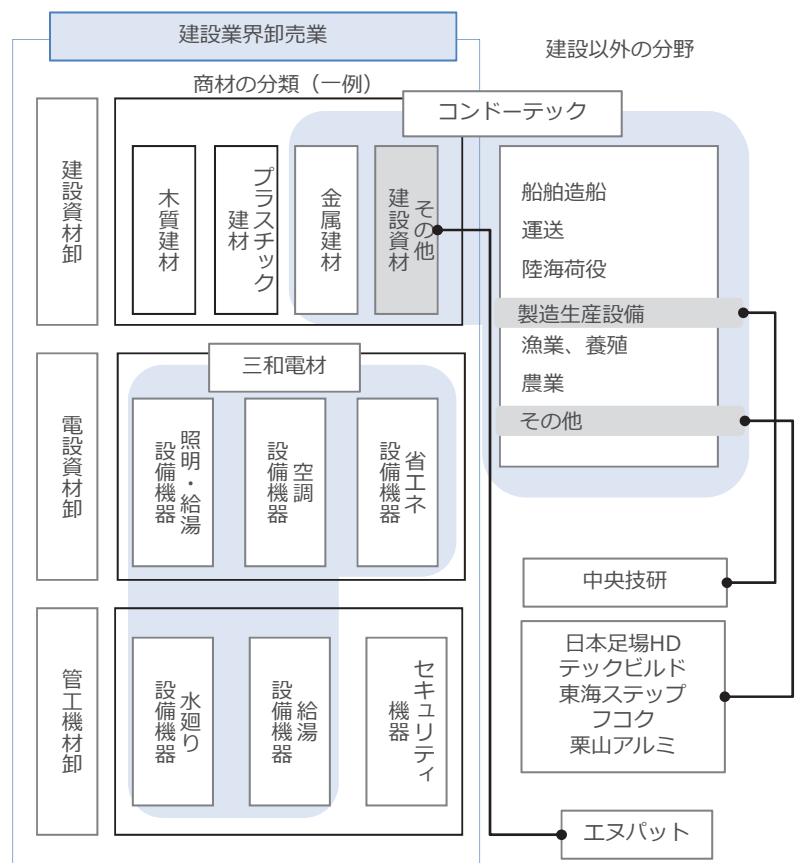 建設業界卸売業
建設以外の分野
商材の分類（一例）
コンドーテック
建設資材卸
木質建材
プラスチック
建材
金属建材
その他
建設資材
船舶造船
運送
陸海荷役
製造生産設備
漁業、養殖
農業
その他
三和電材
電設資材卸
照明・給湯
設備機器
空調
設備機器
省エネ
設備機器
中央技研
日本足場HD
テックビルド
東海ステップ
フコク
栗山アルミ
管工機材卸
水廻り
設備機器
給湯
設備機器
セキュリティ
機器
エヌパット